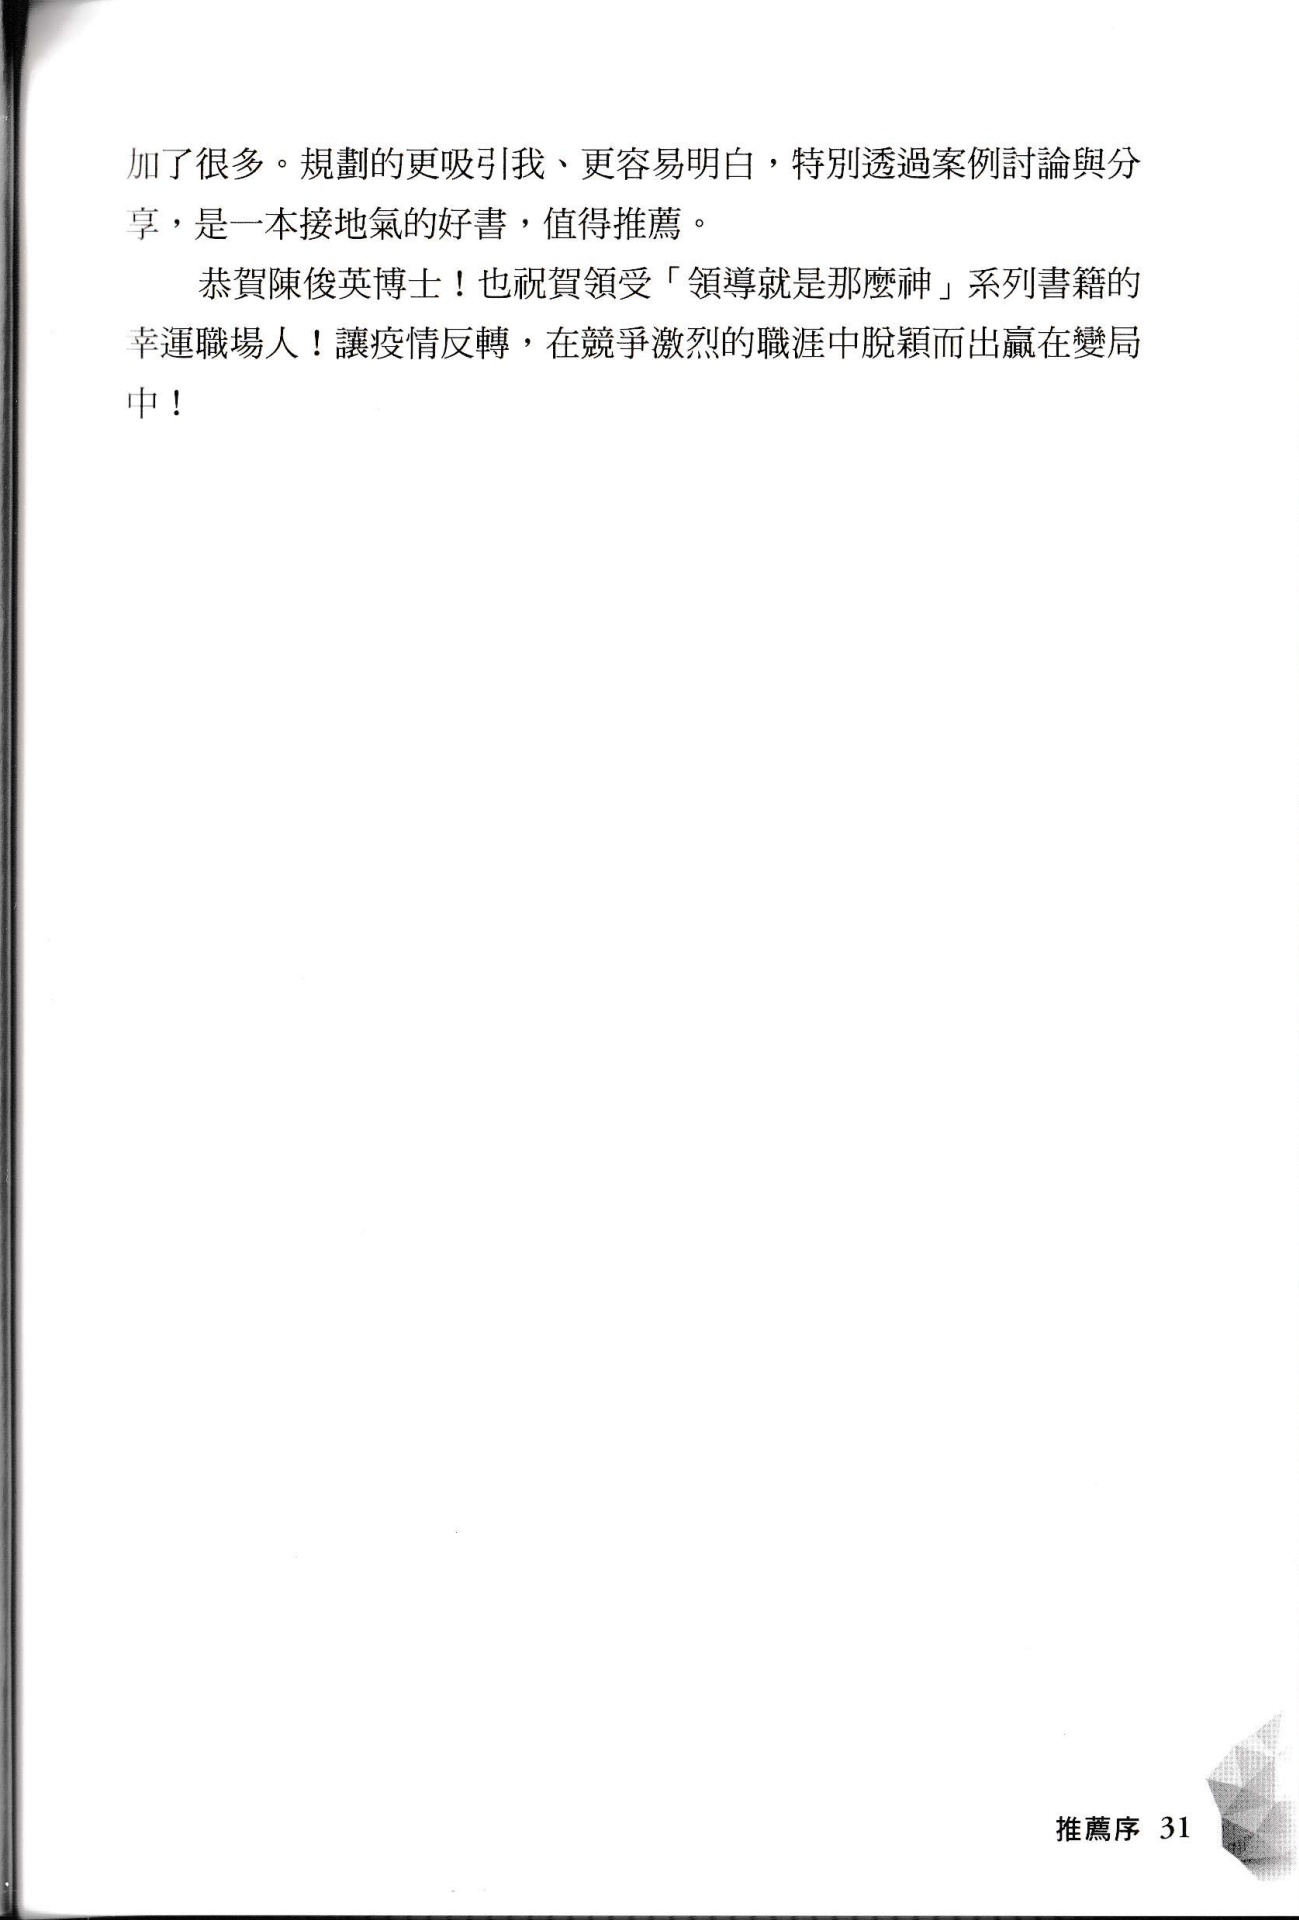 加了很多。規劃的更吸引我、更容易明白，特別透過案例討論與分
享，是一本接地氣的好書，值得推薦。
恭賀陳俊英博士！也祝賀領受「領導就是那麼神」系列書籍的
幸運職場人！讓疫情反轉，在競爭激烈的職涯中脫穎而出贏在變局
中！
推薦序 31